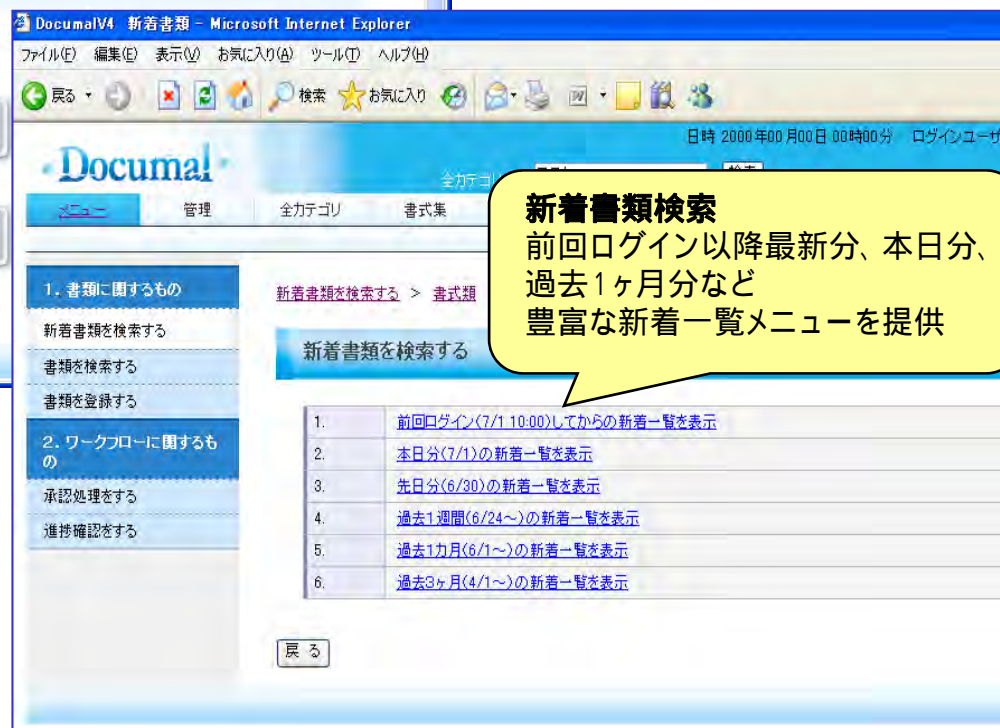 DocumalV4 新着書類 - Microsoft Internet Explorer
ファイル(F) 編集(E) 表示(V) お気に入り(A) ツール(T) ヘルプ(H)
戻る 検索 お気に入り
日時 2000年00月00日 00時00分 ログインユーザ
Documal
全カテゴリ
メニュー 管理 全カテゴリ 書式集
新着書類検索
前回ログイン以降最新分、本日分、
過去1ヶ月分など
豊富な新着一覧メニューを提供
1. 書類に関するもの
新着書類を検索する
書類を検索する
書類を登録する
2. ワークフローに関するも
の
承認処理をする
進捗確認をする
新着書類を検索する > 書式類
新着書類を検索する
1. 前回ログイン(7/1 10:00)してからの新着一覧を表示
2. 本日分(7/1)の新着一覧を表示
3. 先日分(6/30)の新着一覧を表示
4. 過去1週間(6/24～)の新着一覧を表示
5. 過去1カ月(6/1～)の新着一覧を表示
6. 過去3ヶ月(4/1～)の新着一覧を表示
戻る